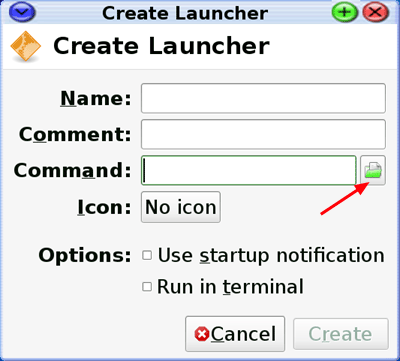 Create Launcher
Create Launcher
Name:
Comment:
Command:
Icon: No icon
Options: Use startup notification
Run in terminal
Cancel Create